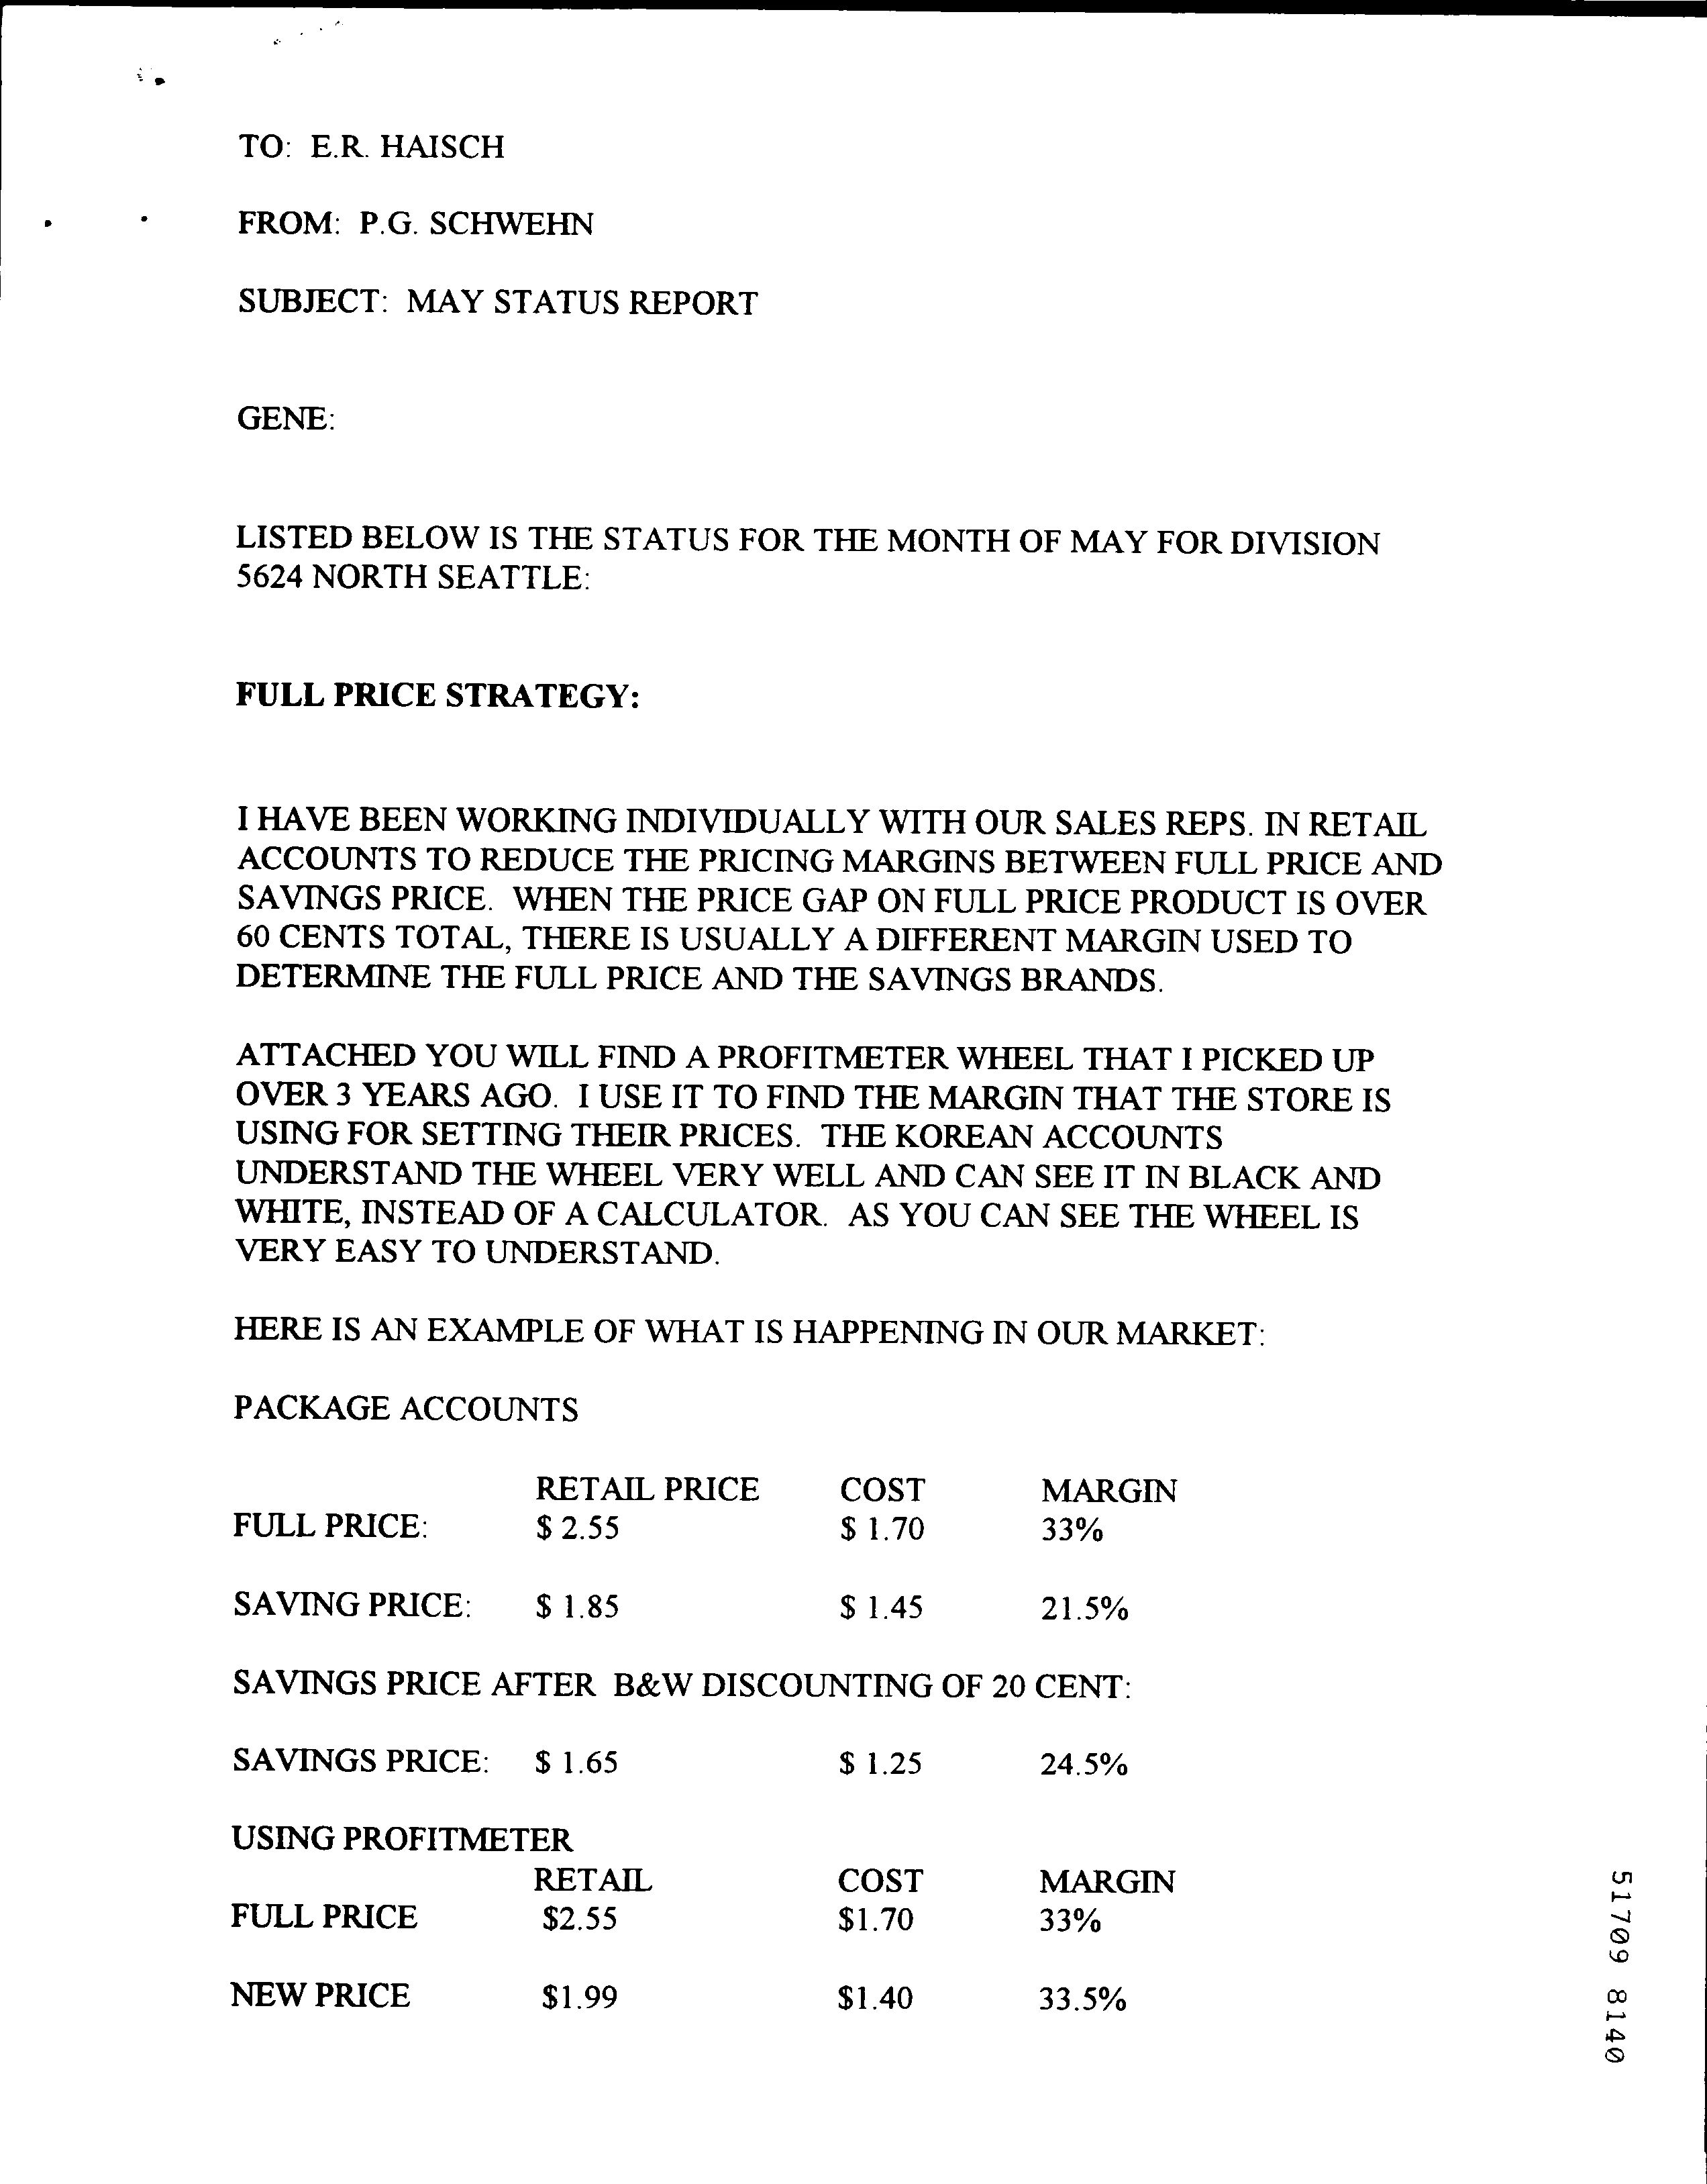 TO: E.R. HAISCH
FROM: P.G. SCHWEHN
SUBJECT: MAY STATUS REPORT
GENE:
LISTED BELOW IS THE STATUS FOR THE MONTH OF MAY FOR DIVISION
5624 NORTH SEATTLE:
FULL PRICE STRATEGY:
I HAVE BEEN WORKING INDIVIDUALLY WITH OUR SALES REPS. IN RETAIL
ACCOUNTS TO REDUCE THE PRICING MARGINS BETWEEN FULL PRICE AND
SAVINGS PRICE. WHEN THE PRICE GAP ON FULL PRICE PRODUCT IS OVER
60 CENTS TOTAL, THERE IS USUALLY A DIFFERENT MARGIN USED TO
DETERMINE THE FULL PRICE AND THE SAVINGS BRANDS.
ATTACHED YOU WILL FIND A PROFITMETER WHEEL THAT I PICKED UP
OVER 3 YEARS AGO. I USE IT TO FIND THE MARGIN THAT THE STORE IS
USING FOR SETTING THEIR PRICES. THE KOREAN ACCOUNTS
UNDERSTAND THE WHEEL VERY WELL AND CAN SEE IT IN BLACK AND
WHITE, INSTEAD OF A CALCULATOR. AS YOU CAN SEE THE WHEEL IS
VERY EASY TO UNDERSTAND.
HERE IS AN EXAMPLE OF WHAT IS HAPPENING IN OUR MARKET:
PACKAGE ACCOUNTS
RETAIL PRICE COST MARGIN
FULL PRICE: $ 2.55 $ 1.70 33%
SAVING PRICE: $ 1.85 $ 1.45 21.5%
SAVINGS PRICE AFTER B&W DISCOUNTING OF 20 CENT:
SAVINGS PRICE: $ 1.65 $ 1.25 24.5%
USING PROFITMETER
RETAIL COST MARGIN
FULL PRICE $2.55 $1.70 33%
NEW PRICE $1.99 $1.40 33.5%
51709 8140